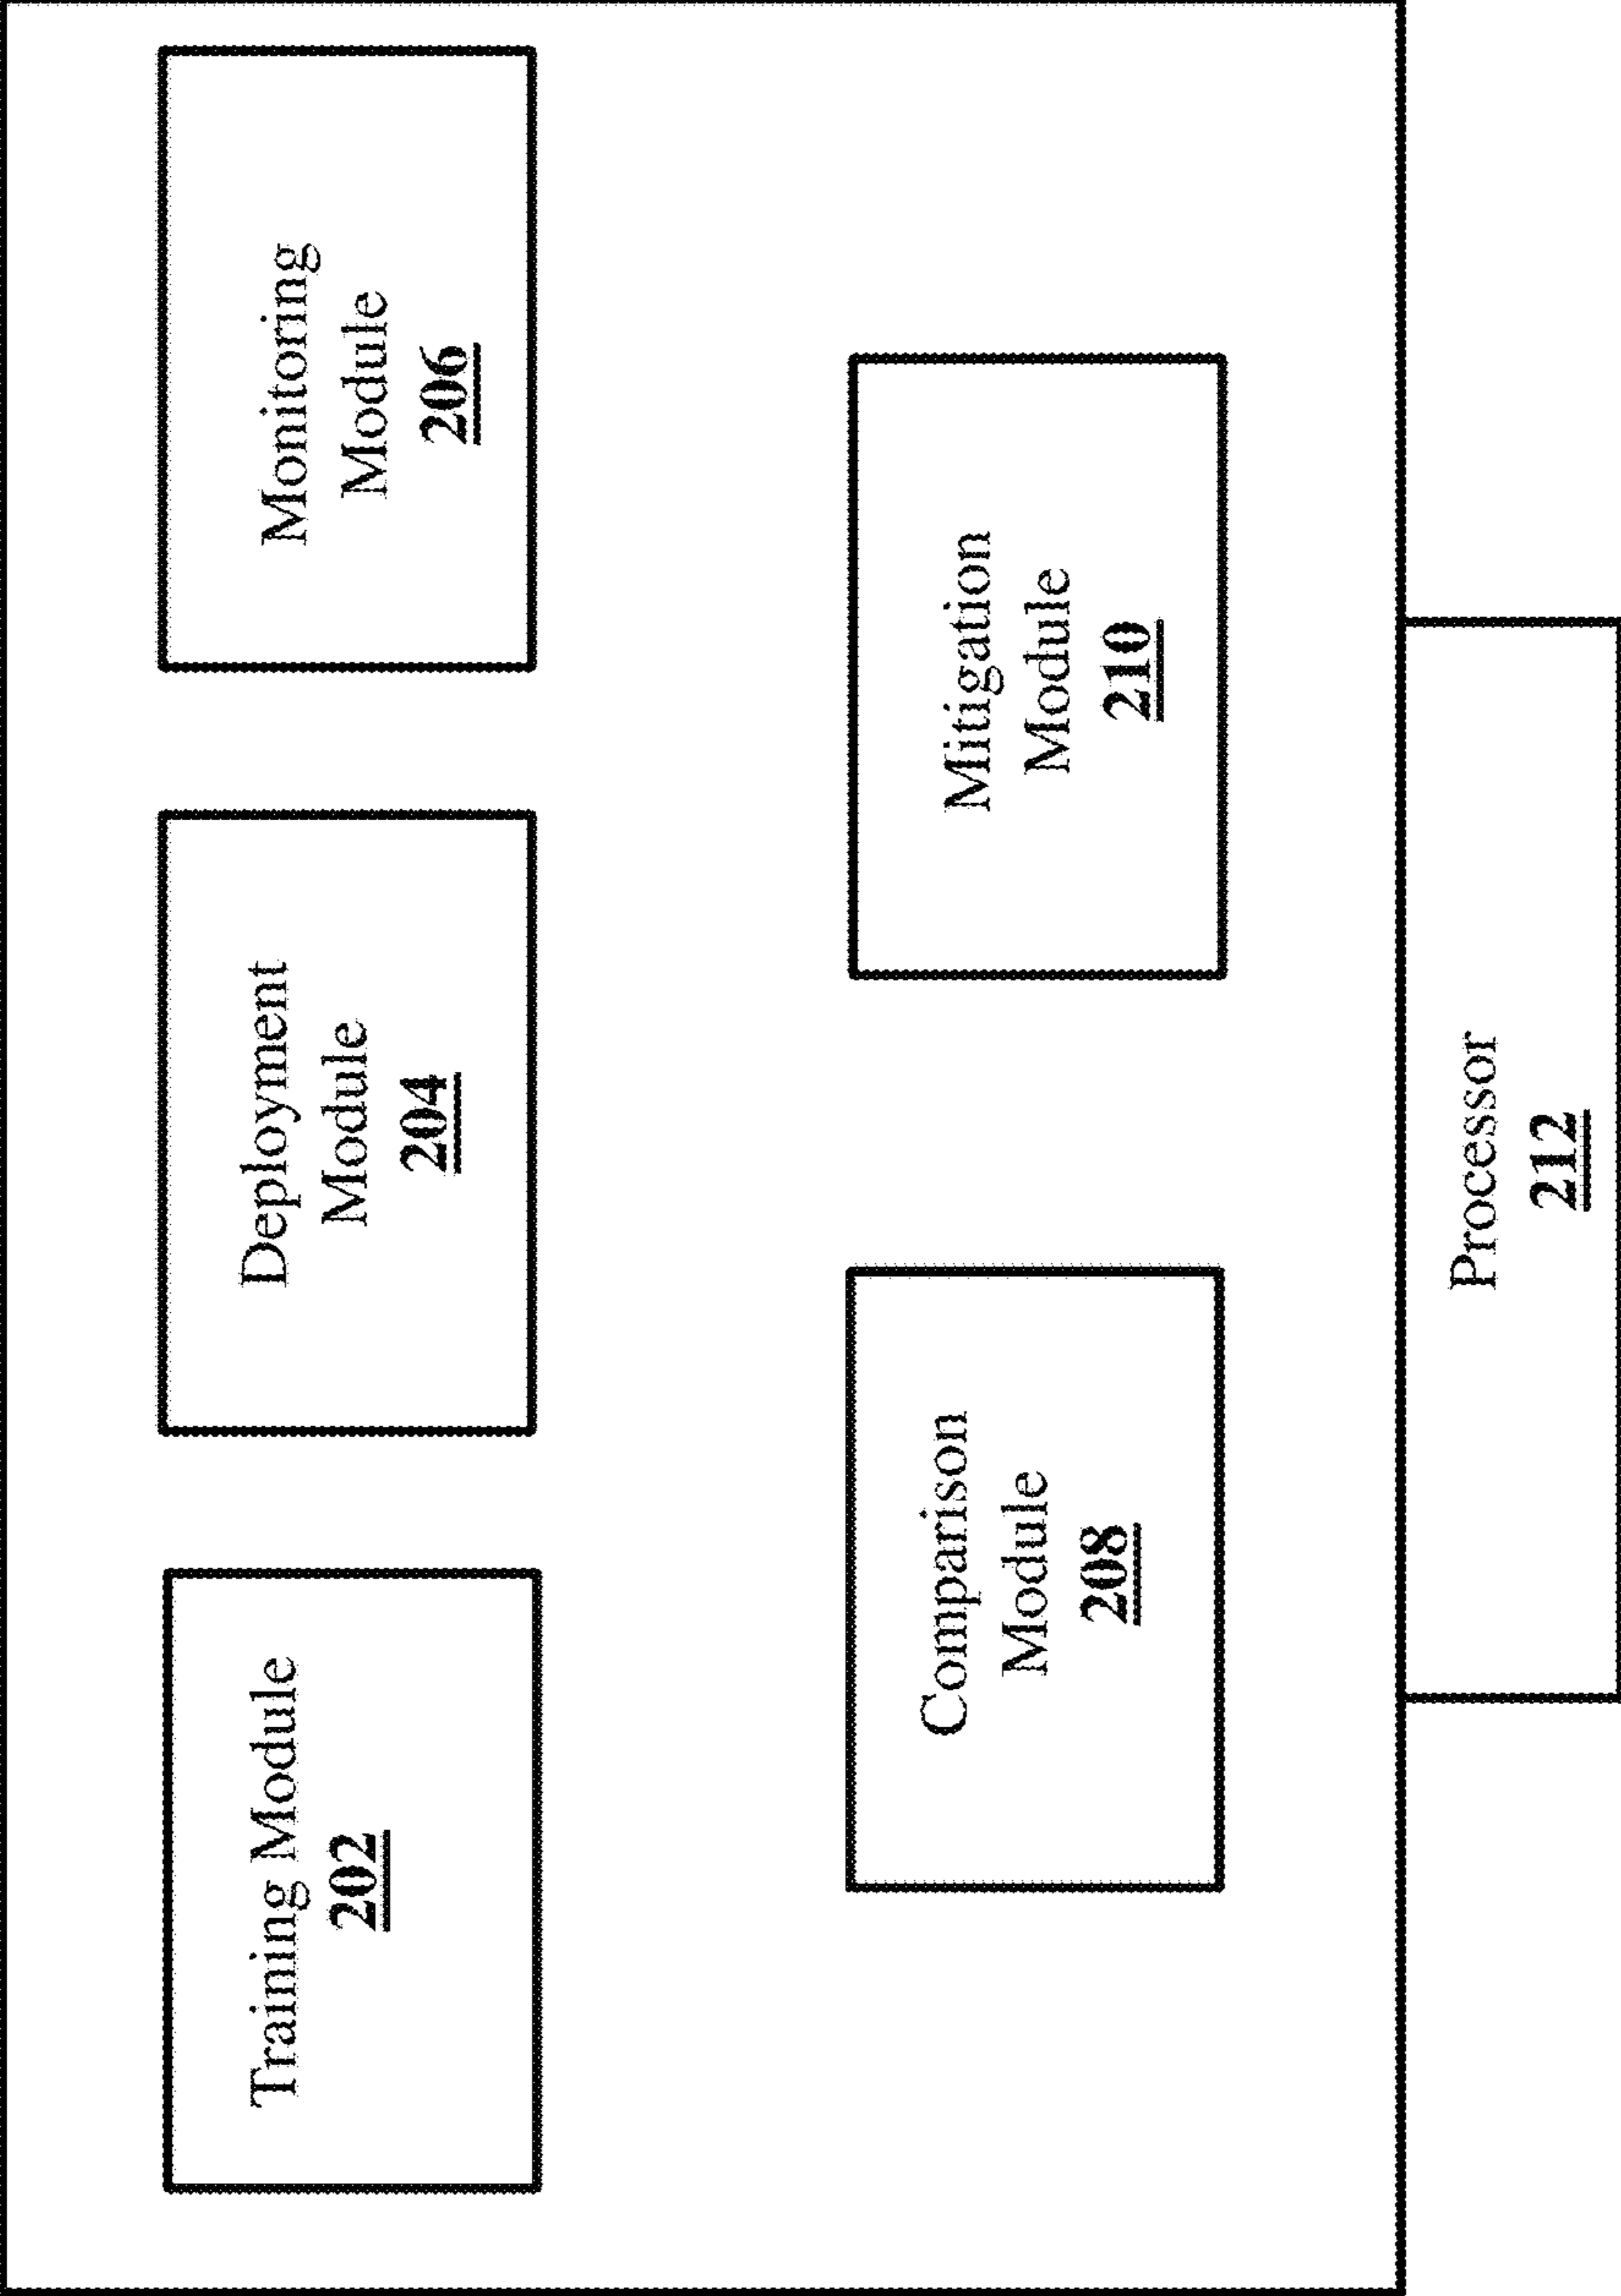 Training Module
202
Deployment
Module
204
Monitoring
Module
206
Comparison
Module
208
Mitigation
Module
210
Processor
212